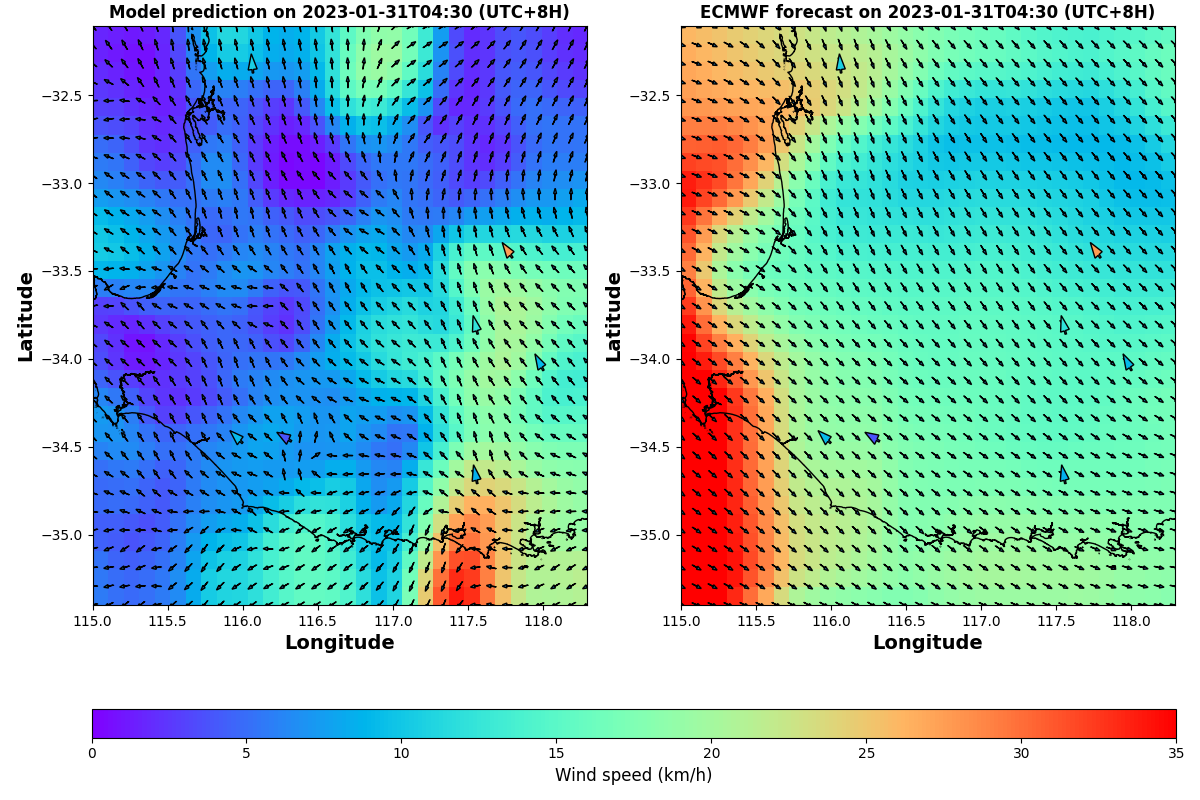 Model prediction on 2023-01-31T04:30 (UTC+8H)
ECMWF forecast on 2023-01-31T04:30 (UTC+8H)
Latitude
−32.5
−33.0
−33.5
−34.0
−34.5
−35.0
115.0 115.5 116.0 116.5 117.0 117.5 118.0
Longitude
Latitude
−32.5
−33.0
−33.5
−34.0
−34.5
−35.0
115.0 115.5 116.0 116.5 117.0 117.5 118.0
Longitude
0 5 10 15 20 25 30 35
Wind speed (km/h)